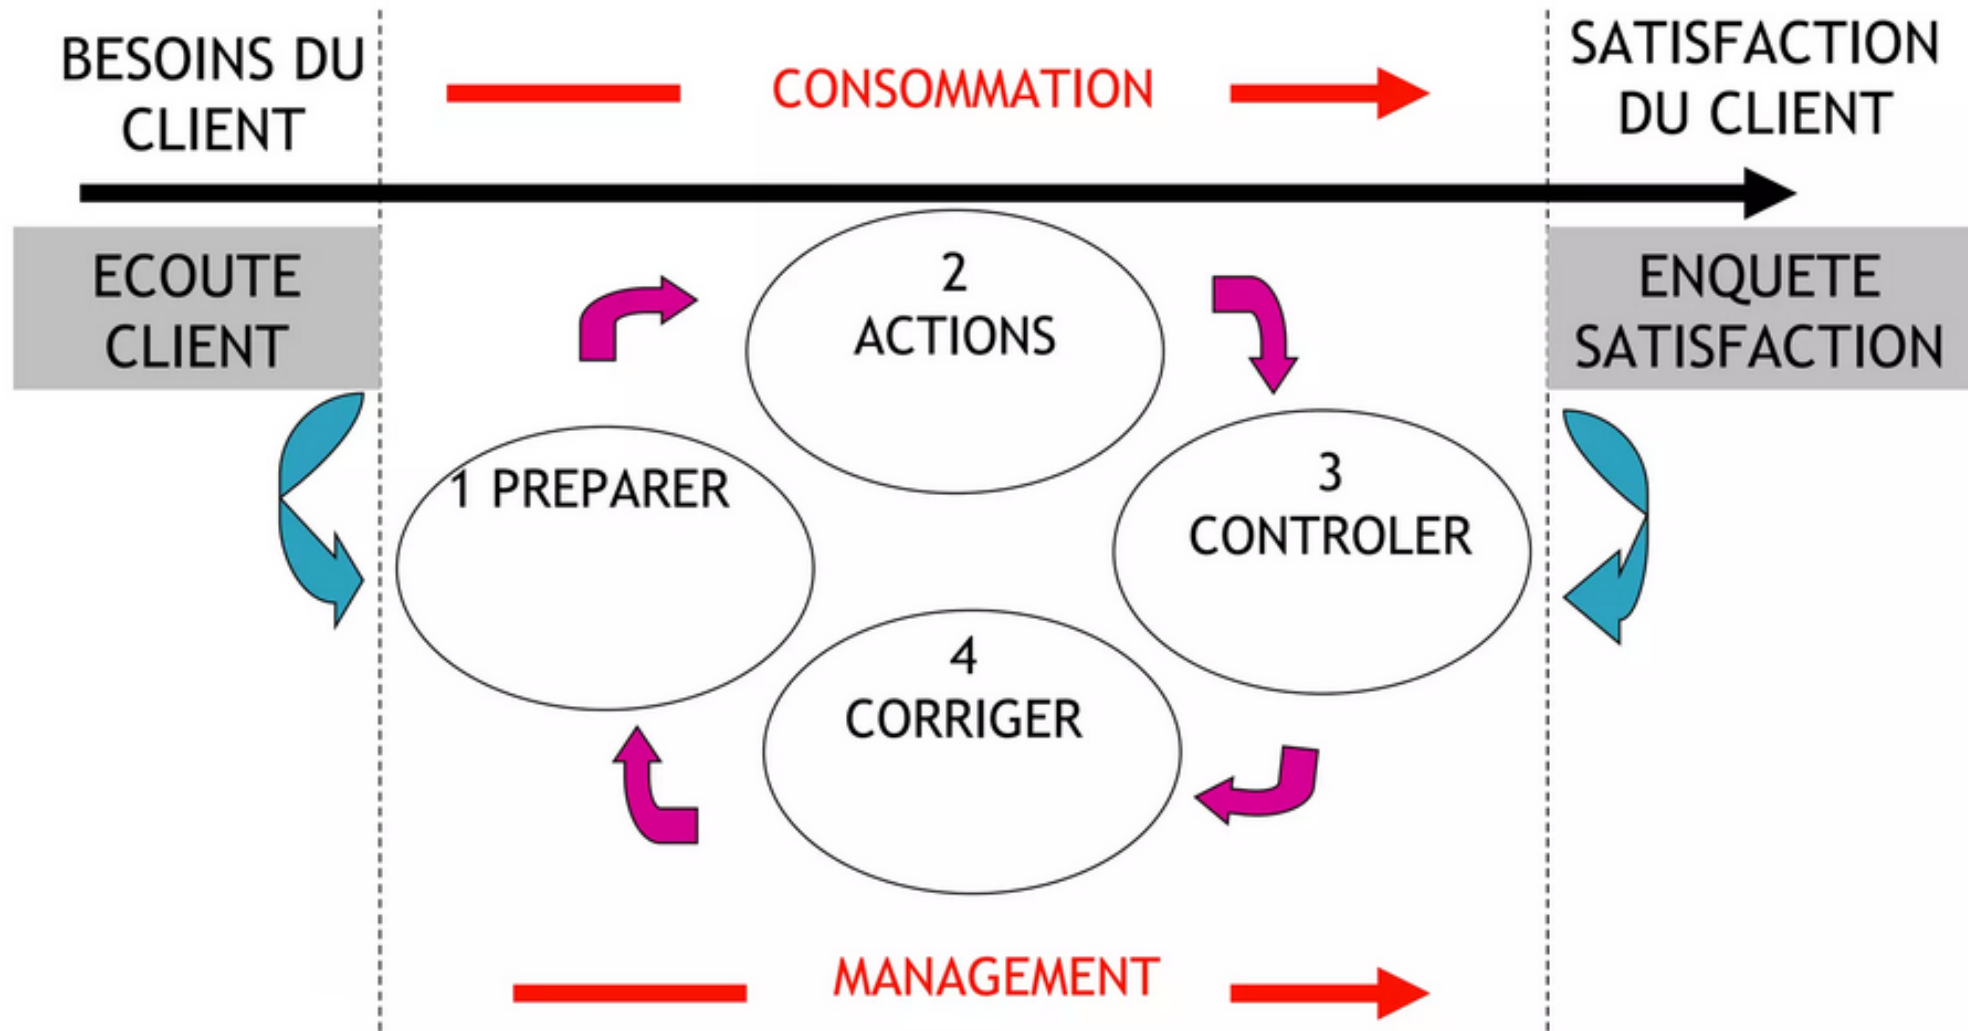 BESOINS DU
CLIENT
CONSOMMATION
SATISFACTION
DU CLIENT
ECOUTE
CLIENT
ENQUETE
SATISFACTION
2
ACTIONS
1 PREPARER
3
CONTROLER
4
CORRIGER
MANAGEMENT